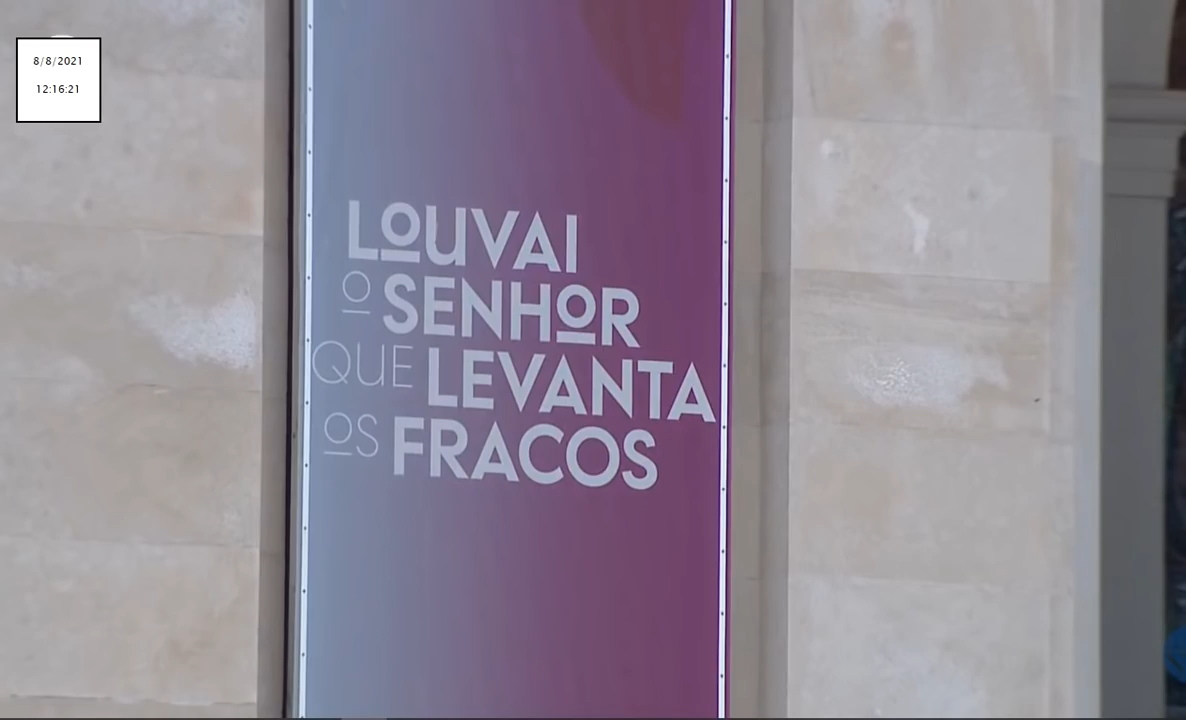 8/8/2021
12:16:21
LOUVAI
O SENHOR
QUE LEVANTA
OS FRACOS